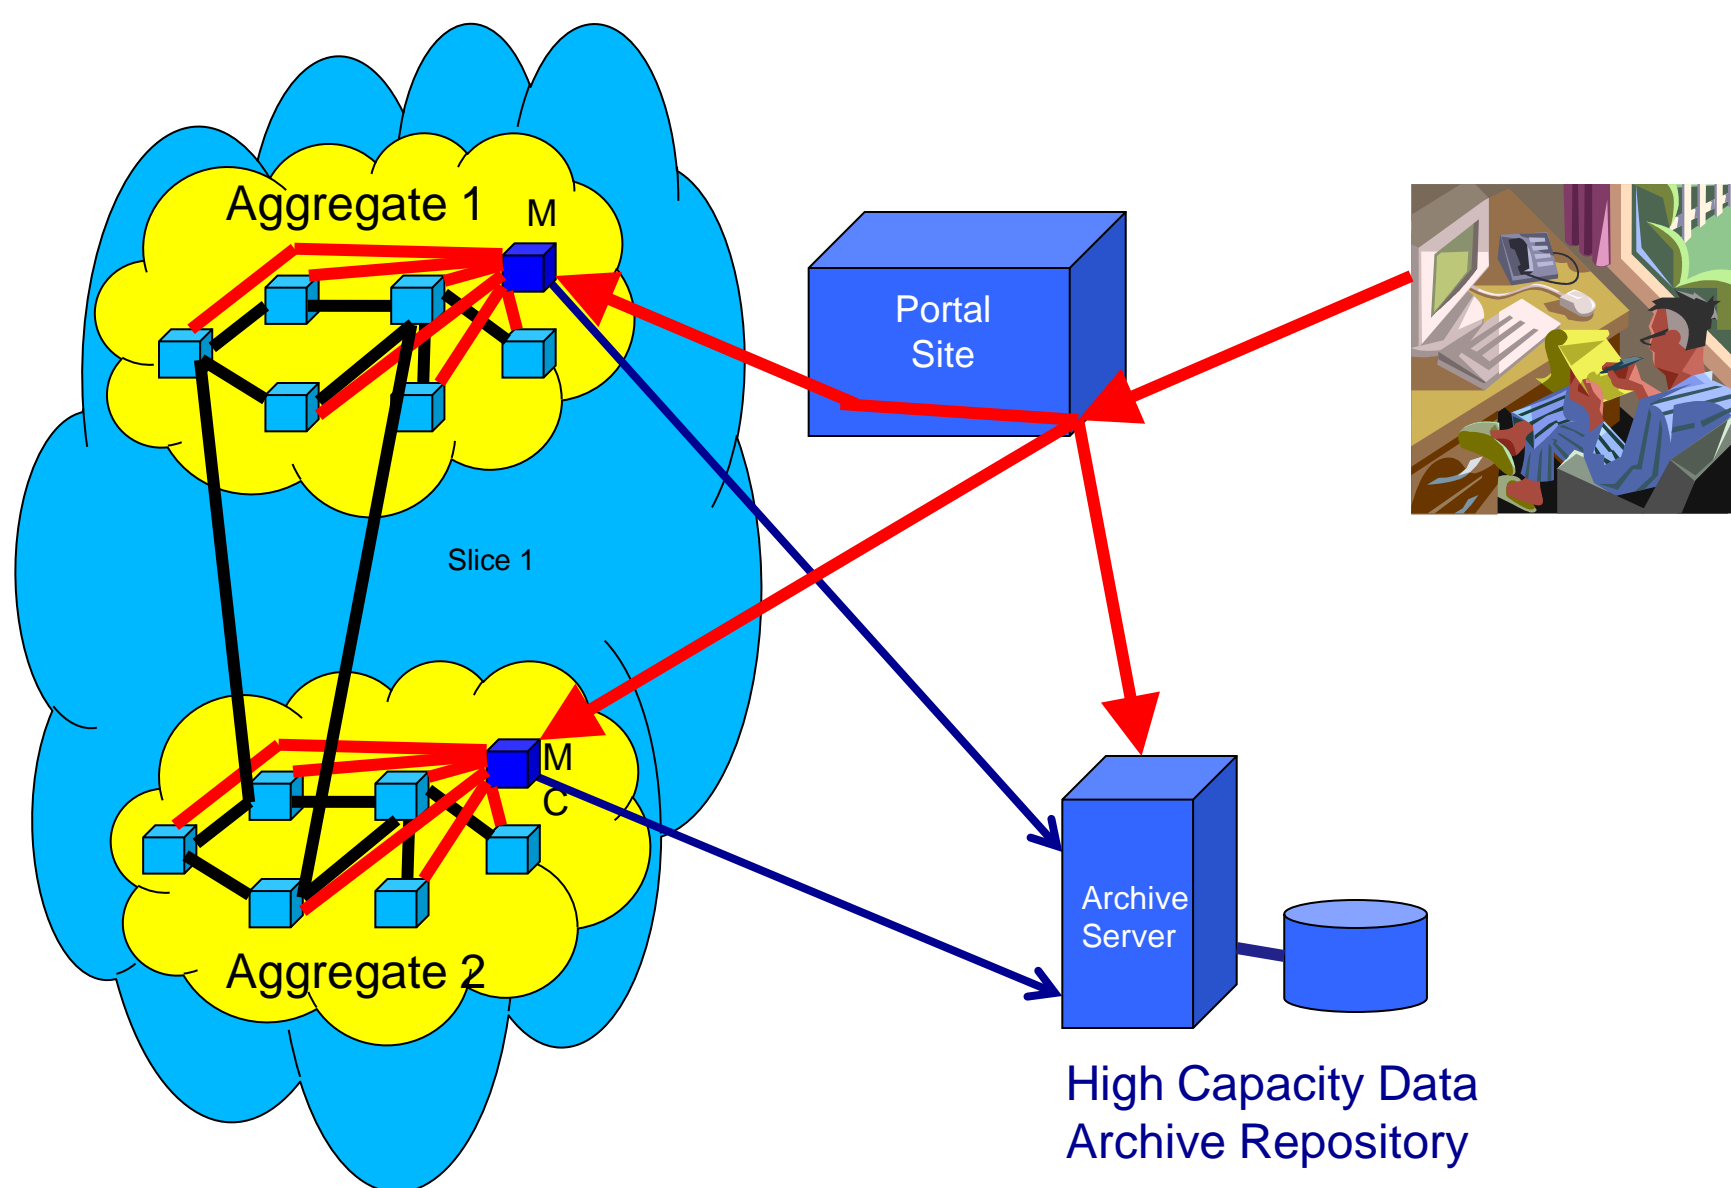 Aggregate 1
M
Portal
Site
Slice 1
M
C
Archive
Server
Aggregate 2
High Capacity Data
Archive Repository